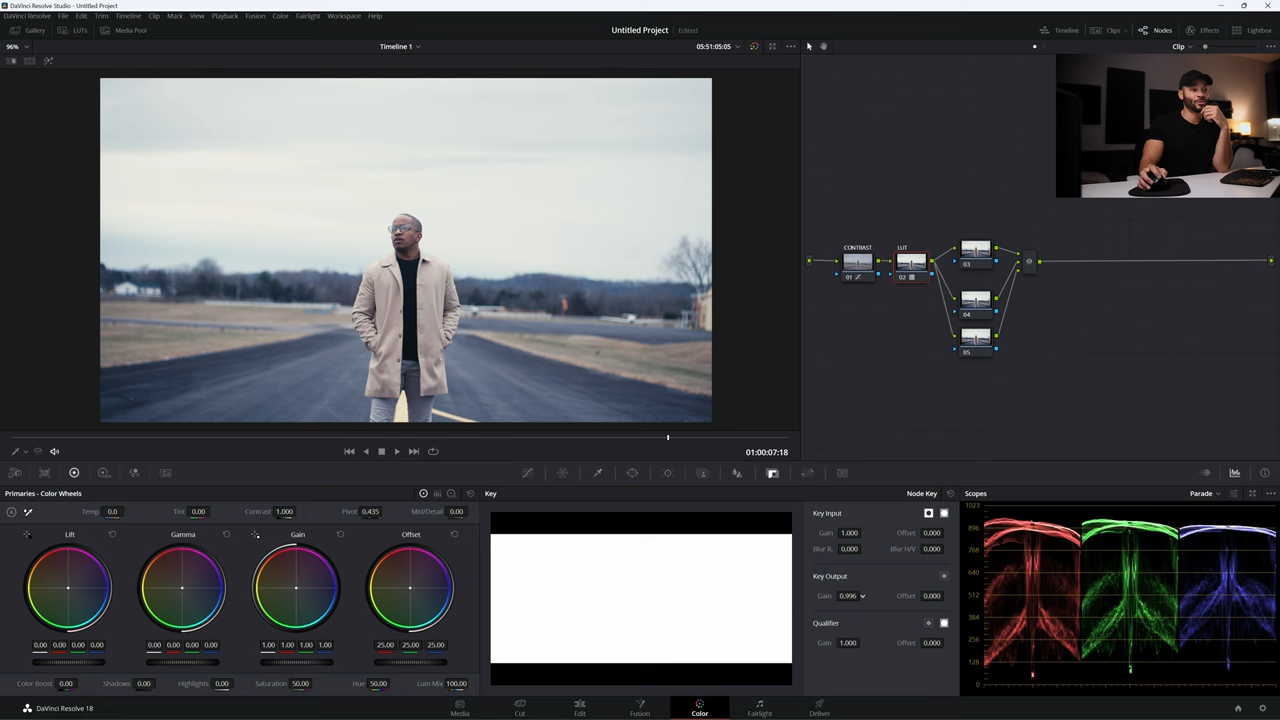 DaVinci Resolve Studio - Untitled Project
DaVinci Resolve File Edit Trim Timeline Clip Mark View Playback Fusion Color Fairlight Workspace Help
Gallery LUTs Media Pool Untitled Project Edited Timeline Clips Nodes Effects Lightbox
96% Timeline 1 05:51:05:05 Clip
CONTRAST LUT
01 02 03
04
05
01:00:07:18
Primaries - Color Wheels Key Node Key Scopes Parade
Temp 0.0 Tint 0.00 Contrast 1.000 Pivot 0.435 Mid/Detail 0.00
Lift Gamma Gain Offset
0.00 0.00 0.00 0.00 0.00 0.00 0.00 0.00 1.00 1.00 1.00 1.00 25.00 25.00 25.00
Color Boost 0.00 Shadows 0.00 Highlights 0.00 Saturation 50.00 Hue 50.00 Lum Mix 100.00
Key Input
Gain 1.000 Offset 0.000
Blur R. 0.000 Blur H/V 0.000
Key Output
Gain 0.996 Offset 0.000
Qualifier
Gain 1.000 Offset 0.000
1023
896
768
640
512
384
256
128
0
DaVinci Resolve 18 Media Cut Edit Fusion Color Fairlight Deliver